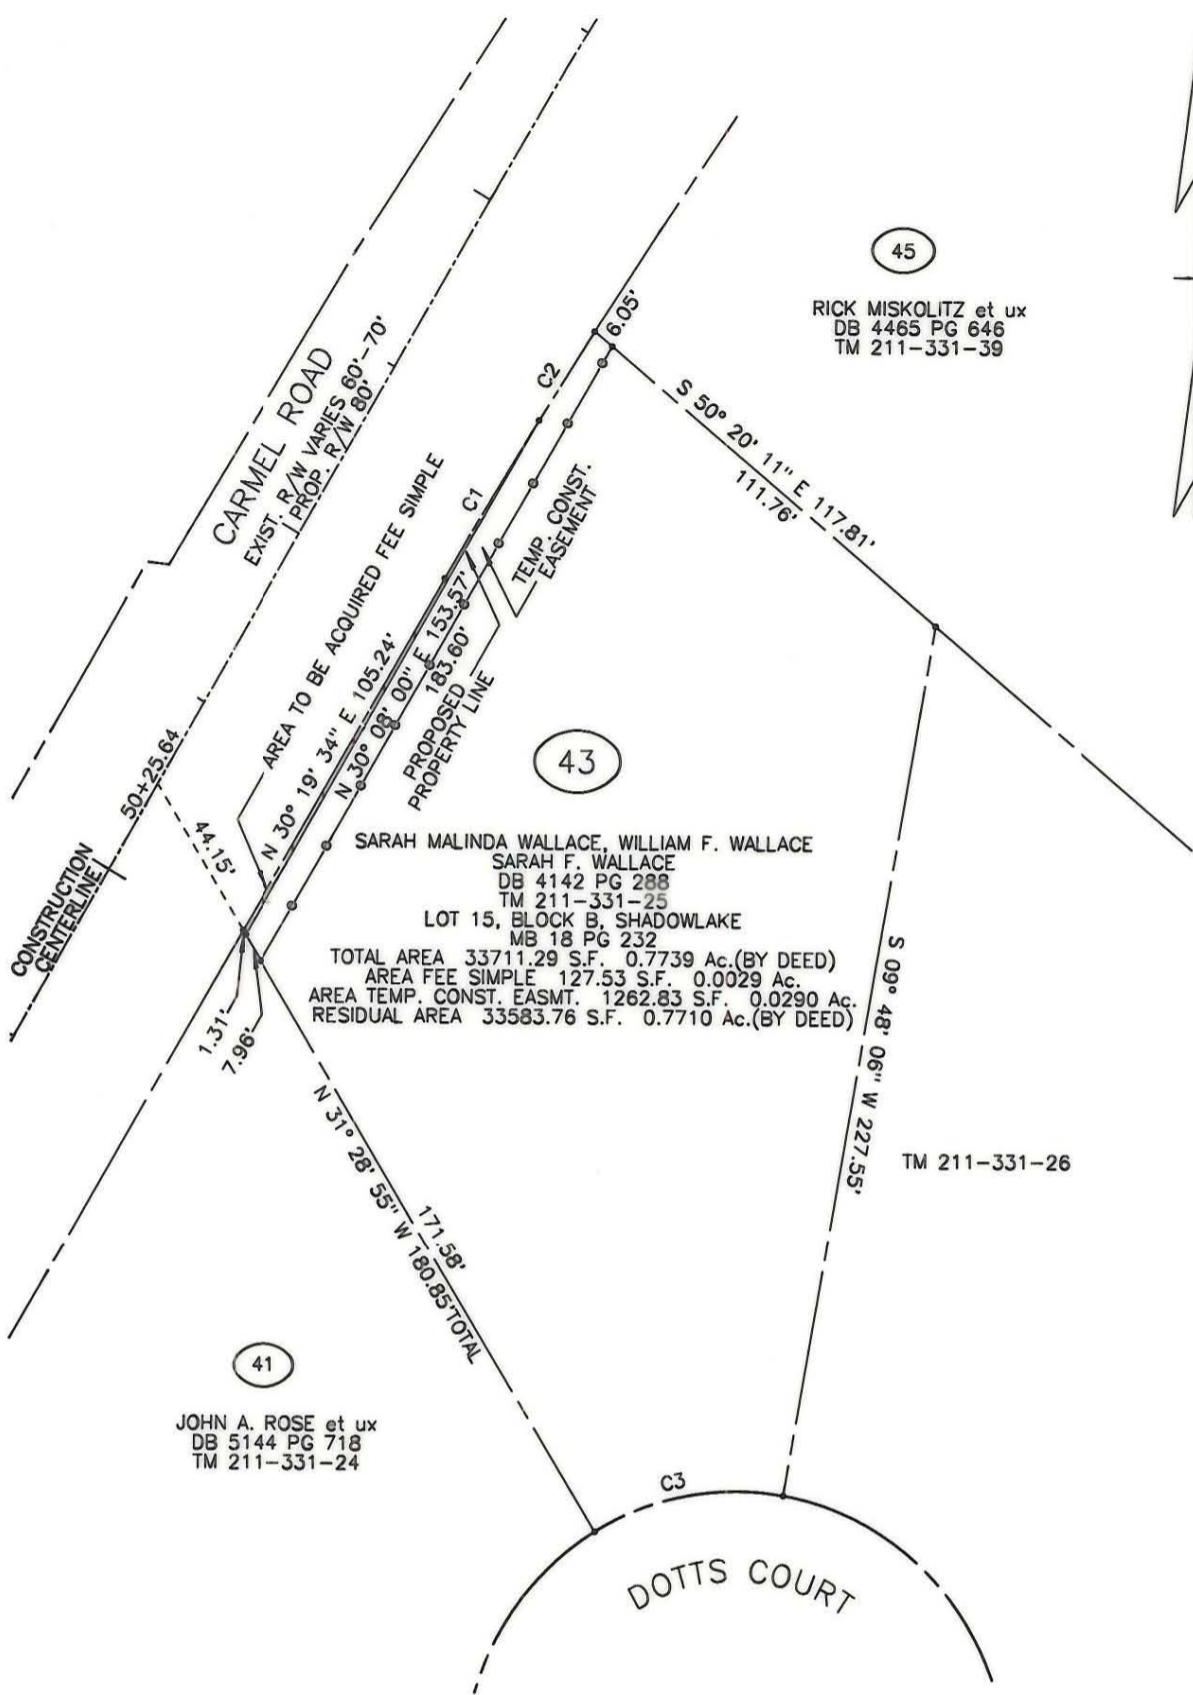 45
RICK MISKOLITZ et ux
DB 4465 PG 646
TM 211-331-39
CARMEL ROAD
EXIST. R/W VARIES 60'-70'
PROP. R/W 80'
6.05'
C2
C1
S 50° 20' 11" E 117.81'
111.76'
AREA TO BE ACQUIRED FEE SIMPLE
TEMP. CONST.
EASEMENT
N 30° 19' 34" E 105.24'
N 30° 08' 00" E 153.57'
183.60'
PROPOSED
PROPERTY LINE
50+25.64
44.15'
CONSTRUCTION
CENTERLINE
43
SARAH MALINDA WALLACE, WILLIAM F. WALLACE
SARAH F. WALLACE
DB 4142 PG 288
TM 211-331-25
LOT 15, BLOCK B, SHADOWLAKE
MB 18 PG 232
TOTAL AREA 33711.29 S.F. 0.7739 Ac.(BY DEED)
AREA FEE SIMPLE 127.53 S.F. 0.0029 Ac.
AREA TEMP. CONST. EASMT. 1262.83 S.F. 0.0290 Ac.
RESIDUAL AREA 33583.76 S.F. 0.7710 Ac.(BY DEED)
1.31'
7.96'
S 09° 48' 06" W 227.55'
TM 211-331-26
N 31° 28' 55" W 180.85'TOTAL
171.58'
41
JOHN A. ROSE et ux
DB 5144 PG 718
TM 211-331-24
C3
DOTTS COURT